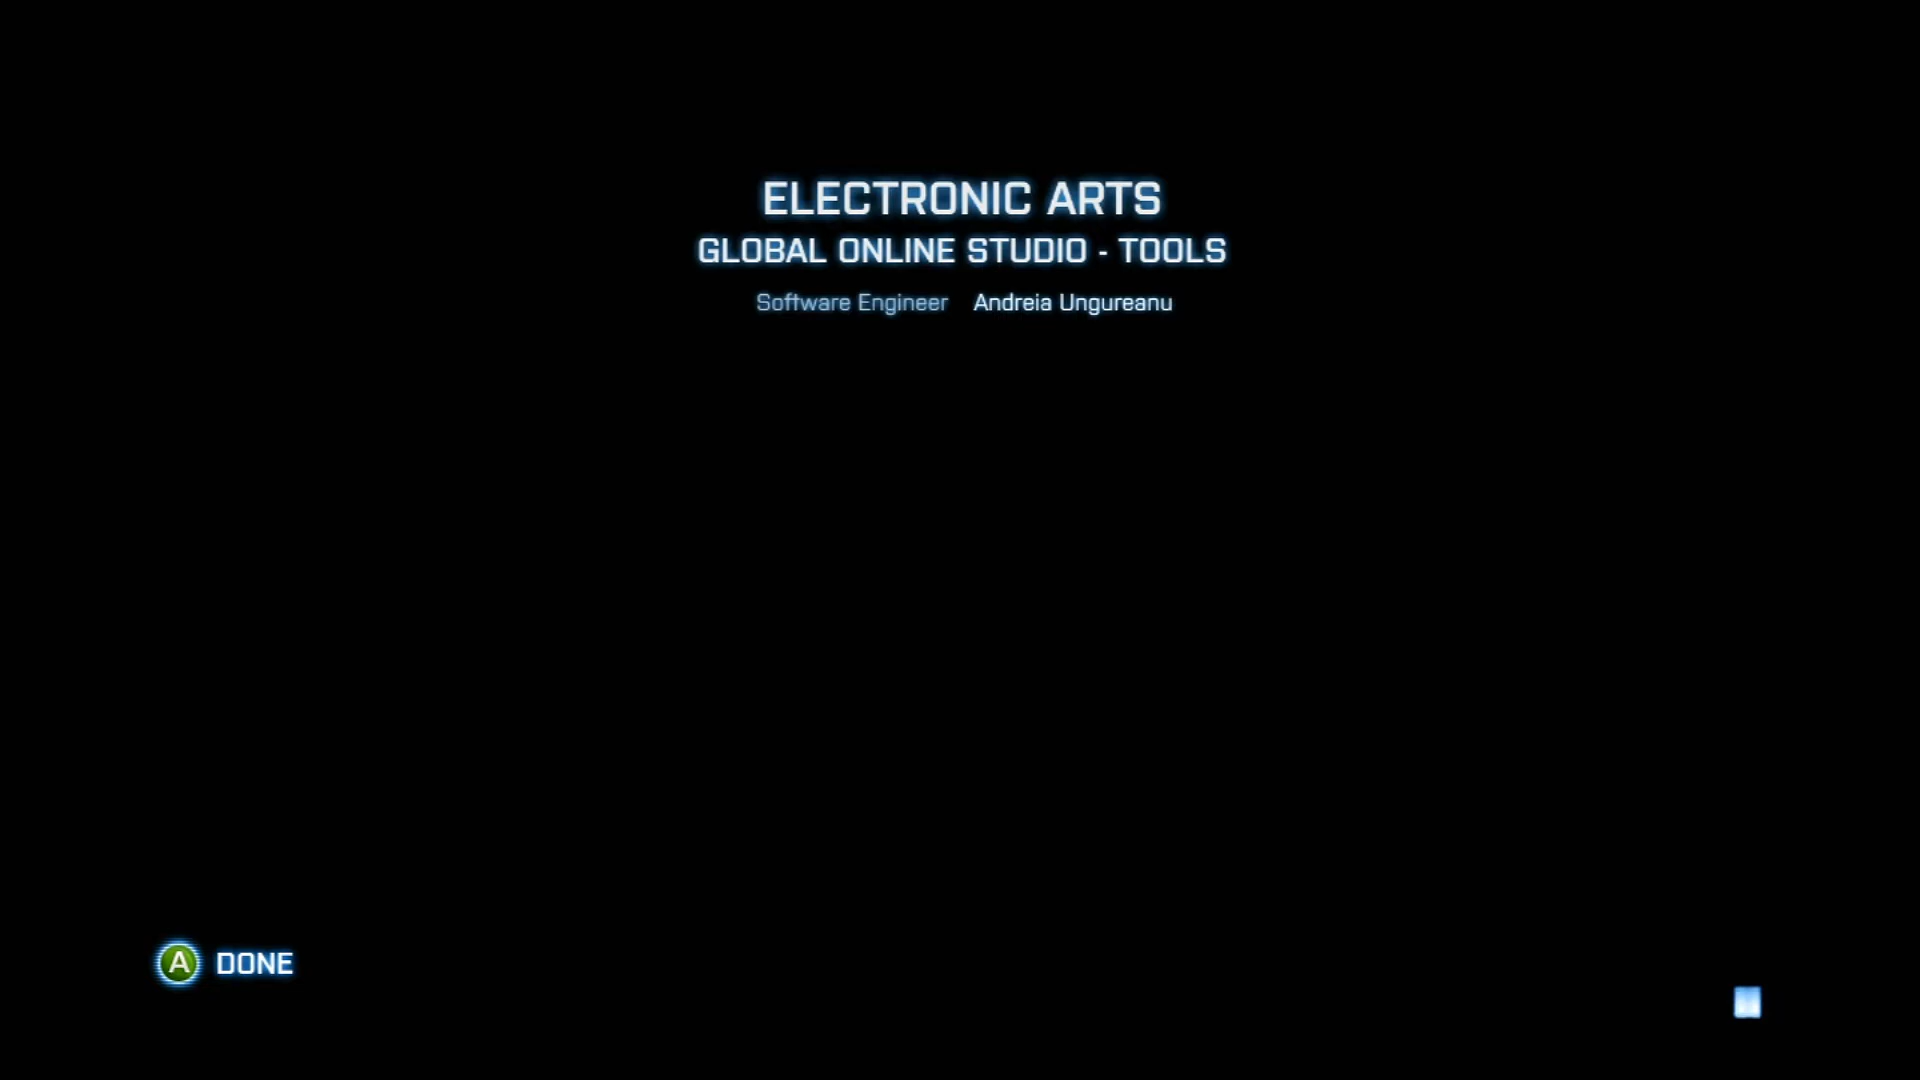 ELECTRONIC ARTS
GLOBAL ONLINE STUDIO - TOOLS
Software Engineer Andreia Ungureanu
A DONE